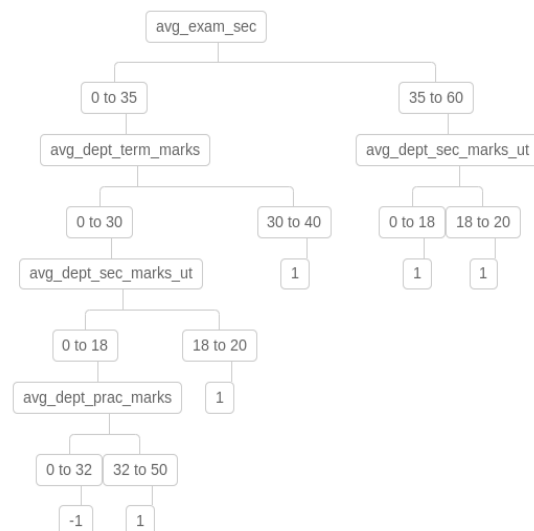 avg_exam_sec
0 to 35
35 to 60
avg_dept_term_marks
avg_dept_sec_marks_ut
0 to 30
30 to 40
0 to 18
18 to 20
avg_dept_sec_marks_ut
1
1
1
0 to 18
18 to 20
avg_dept_prac_marks
1
0 to 32
32 to 50
-1
1